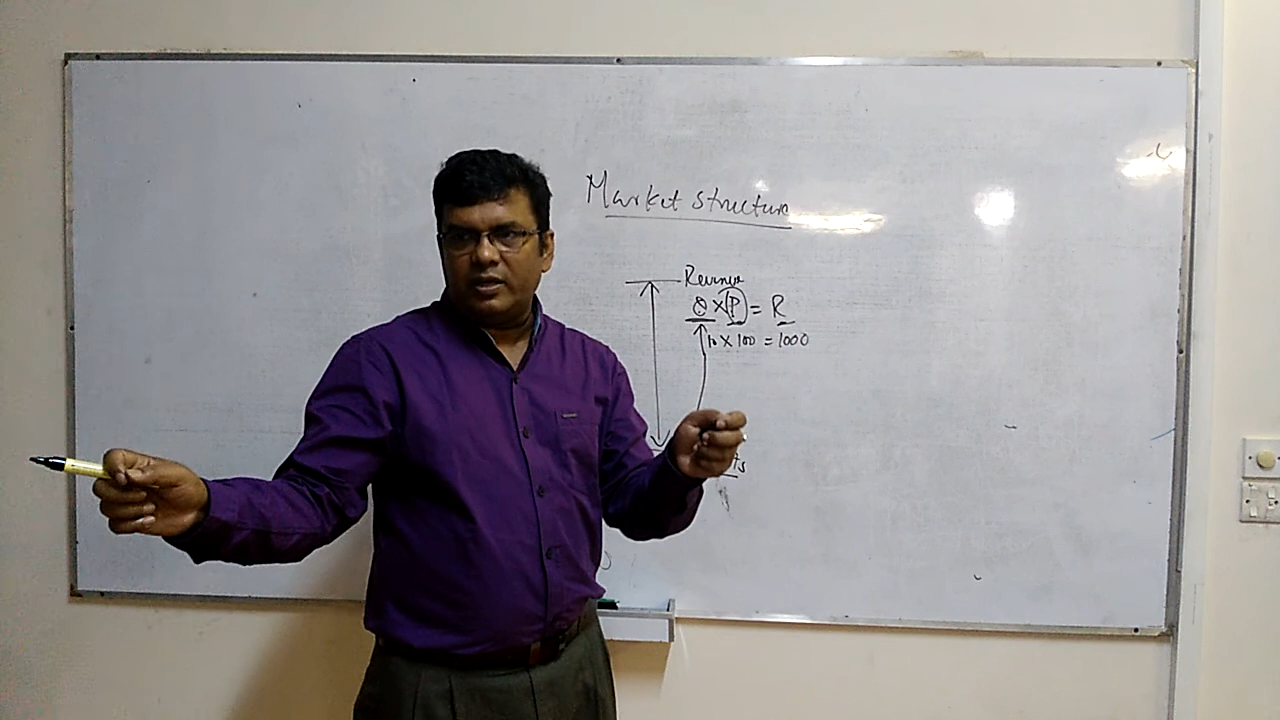 Market structure
Revenue
Q × P = R
10 × 100 = 1000